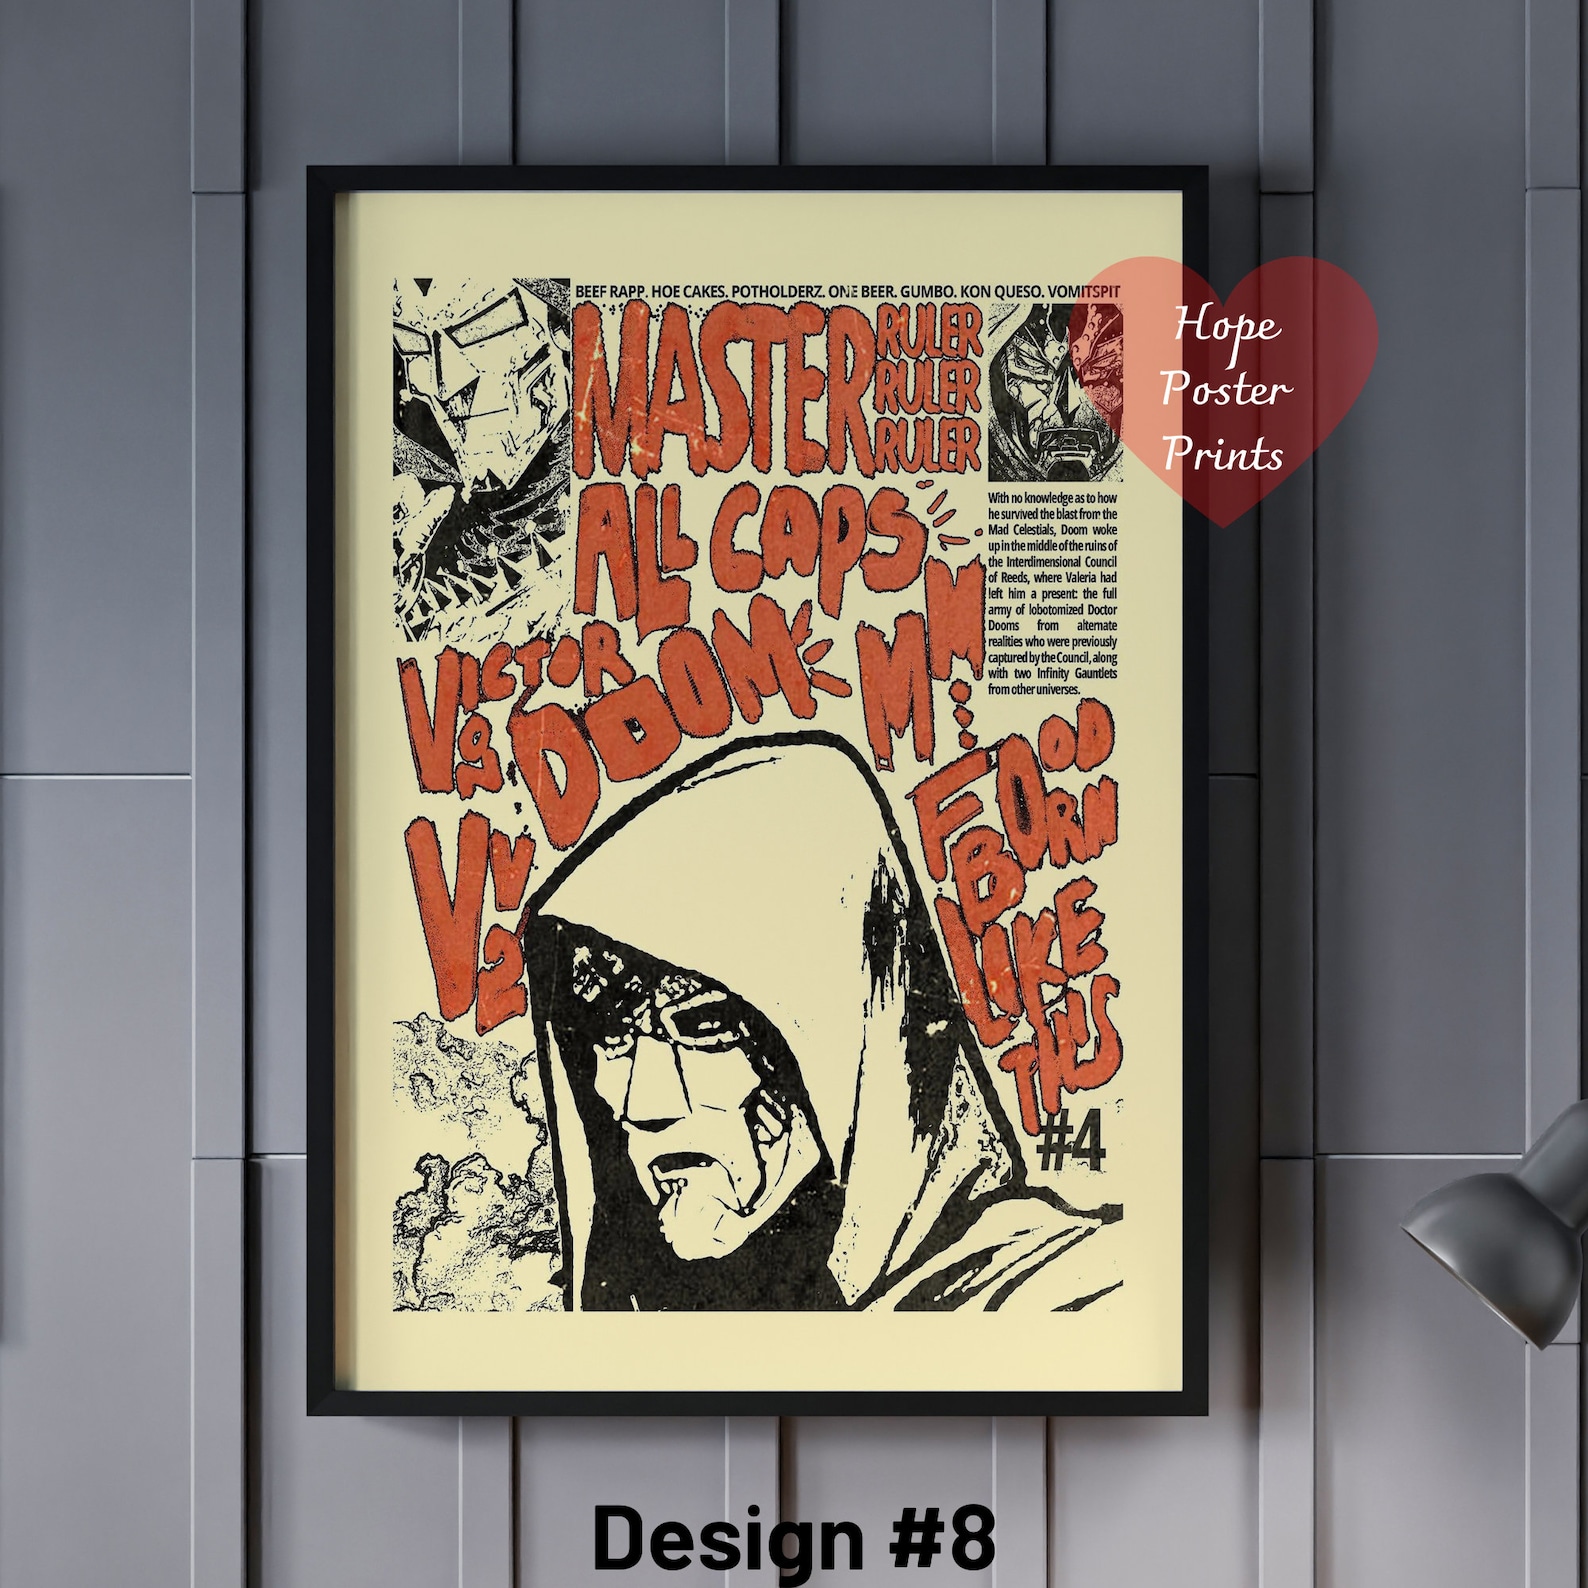 BEEF RAPP. HOE CAKES. POTHOLDERZ. ONE BEER. GUMBO. KON QUESO. VOMITSPIT
MASTER
RULER
RULER
RULER
ALL CAPS
Hope
Poster
Prints
With no knowledge as to how
he survived the blast from the
Mad Celestials, Doom woke
up in the middle of the ruins of
the Interdimensional Council
of Reeds, where Valeria had
left him a present: the full
army of lobotomized Doctor
Dooms from alternate
realities who were previously
captured by the Council, along
with two Infinity Gauntlets
from other universes.
VICTOR
DOOM
MM..
FOOD
BORN
LIKE
THIS
VV2
#4
Design #8